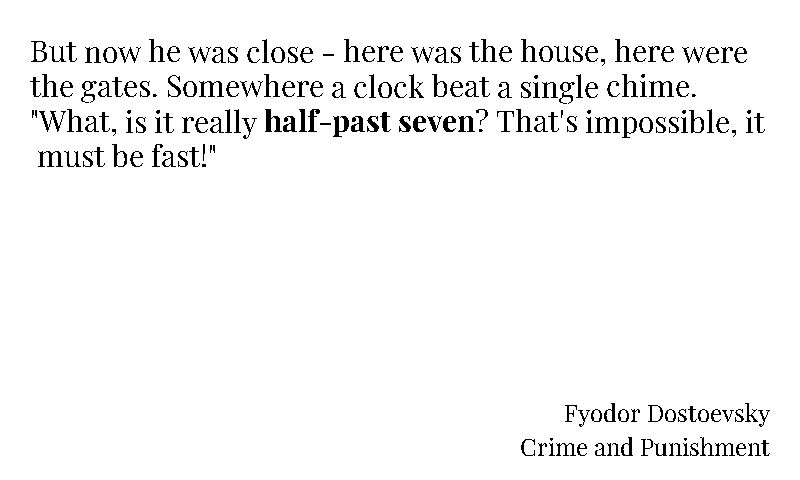 But now he was close - here was the house, here were
the gates. Somewhere a clock beat a single chime.
"What, is it really half-past seven? That's impossible, it
must be fast!"
Fyodor Dostoevsky
Crime and Punishment